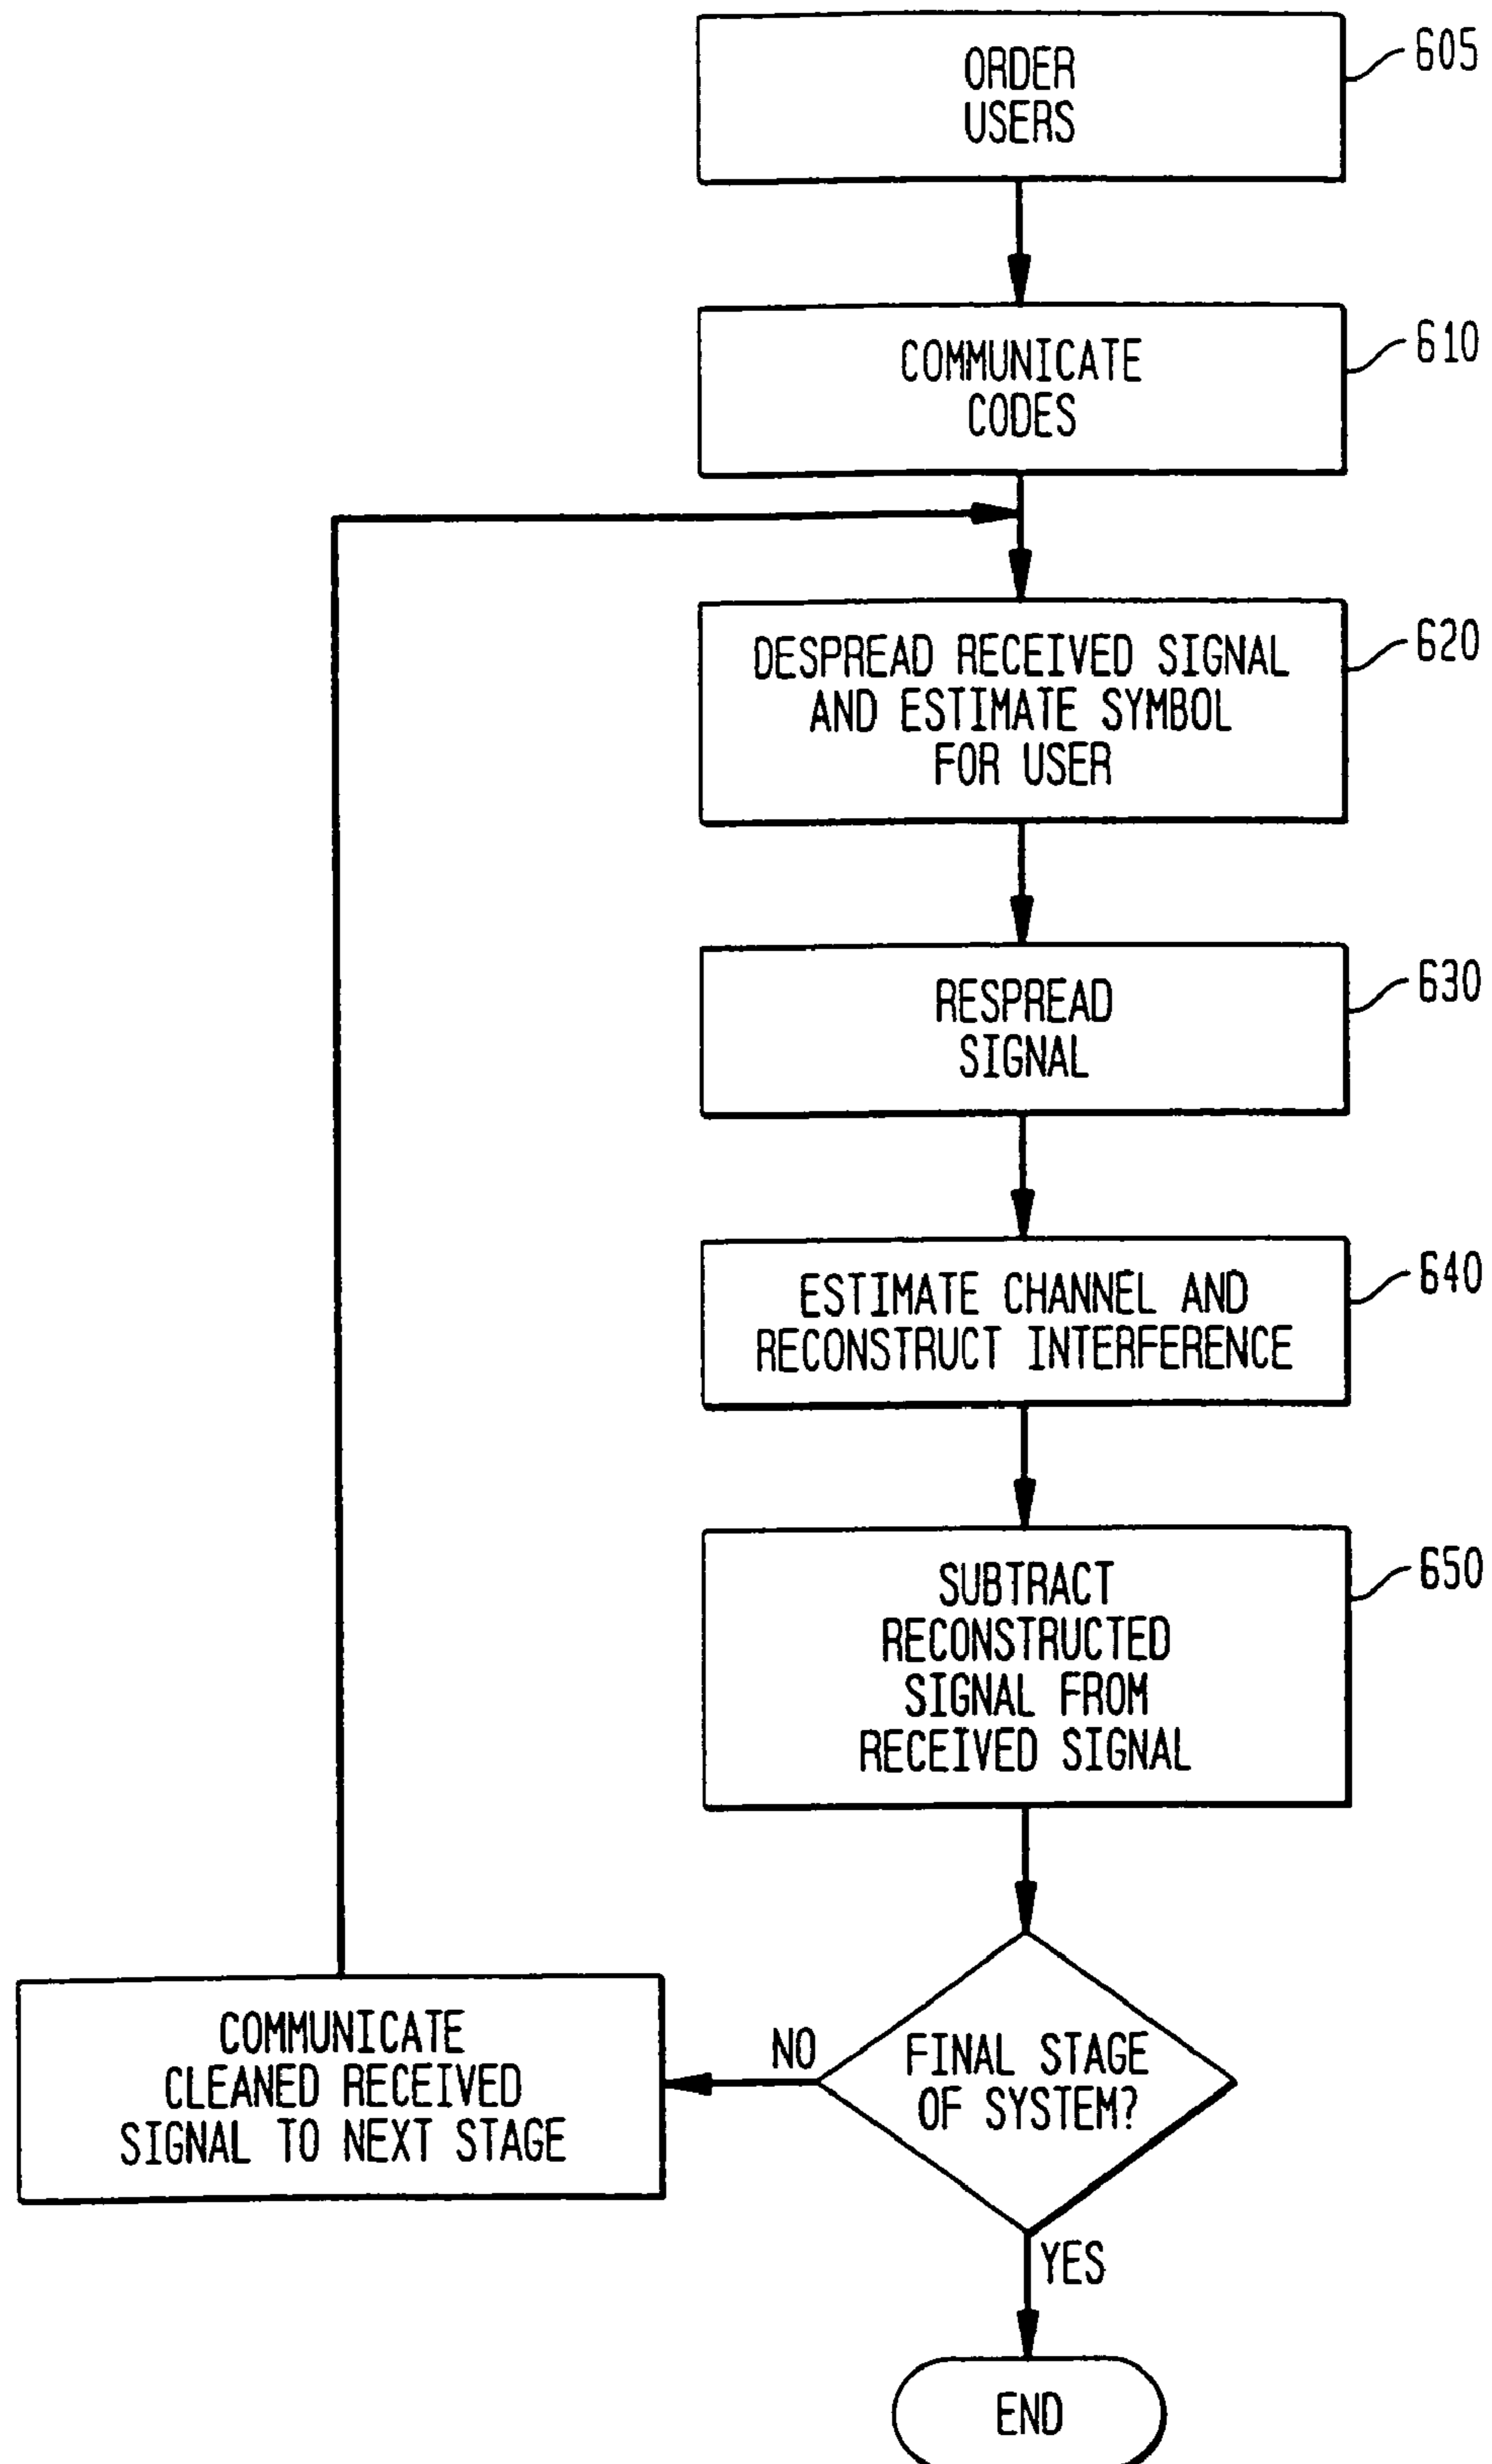 ORDER
USERS
605
COMMUNICATE
CODES
610
DESPREAD RECEIVED SIGNAL
AND ESTIMATE SYMBOL
FOR USER
620
RESPREAD
SIGNAL
630
ESTIMATE CHANNEL AND
RECONSTRUCT INTERFERENCE
640
SUBTRACT
RECONSTRUCTED
SIGNAL FROM
RECEIVED SIGNAL
650
FINAL STAGE
OF SYSTEM?
NO
COMMUNICATE
CLEANED RECEIVED
SIGNAL TO NEXT STAGE
YES
END